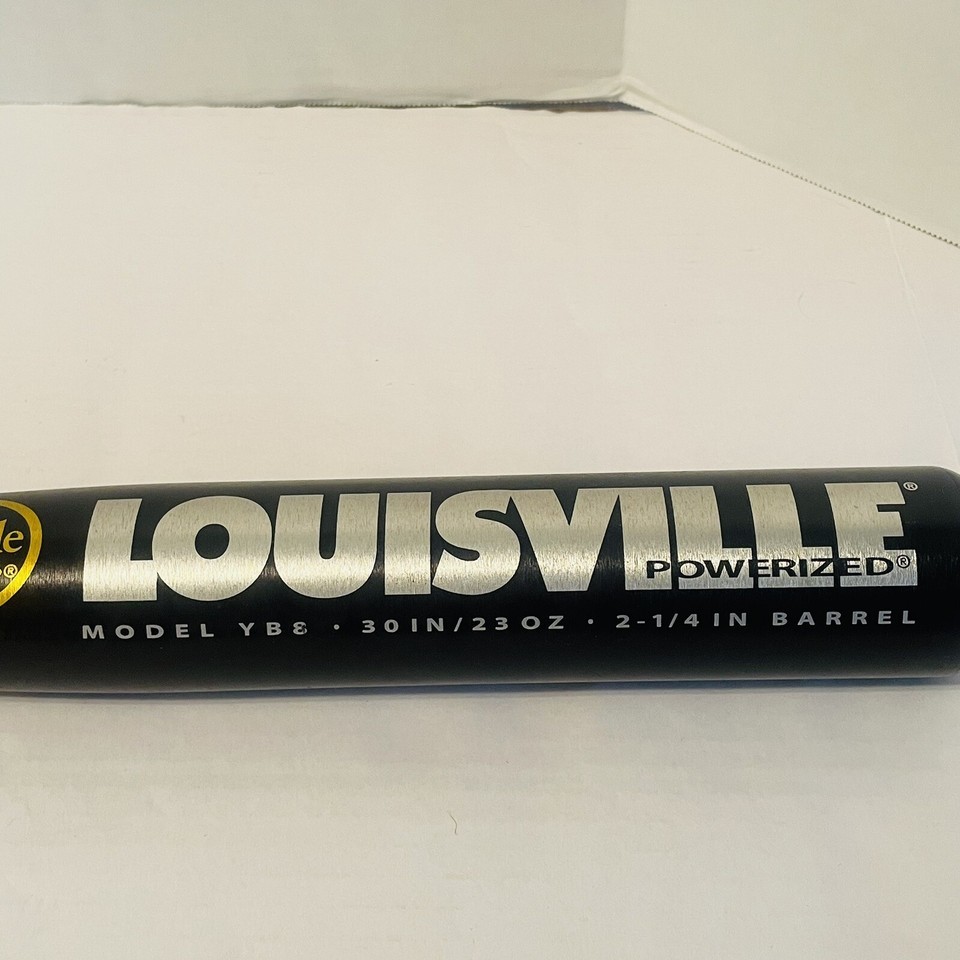 LOUISVILLE®
POWERIZED®
MODEL YB8 · 30IN/23OZ · 2-1/4 IN BARREL